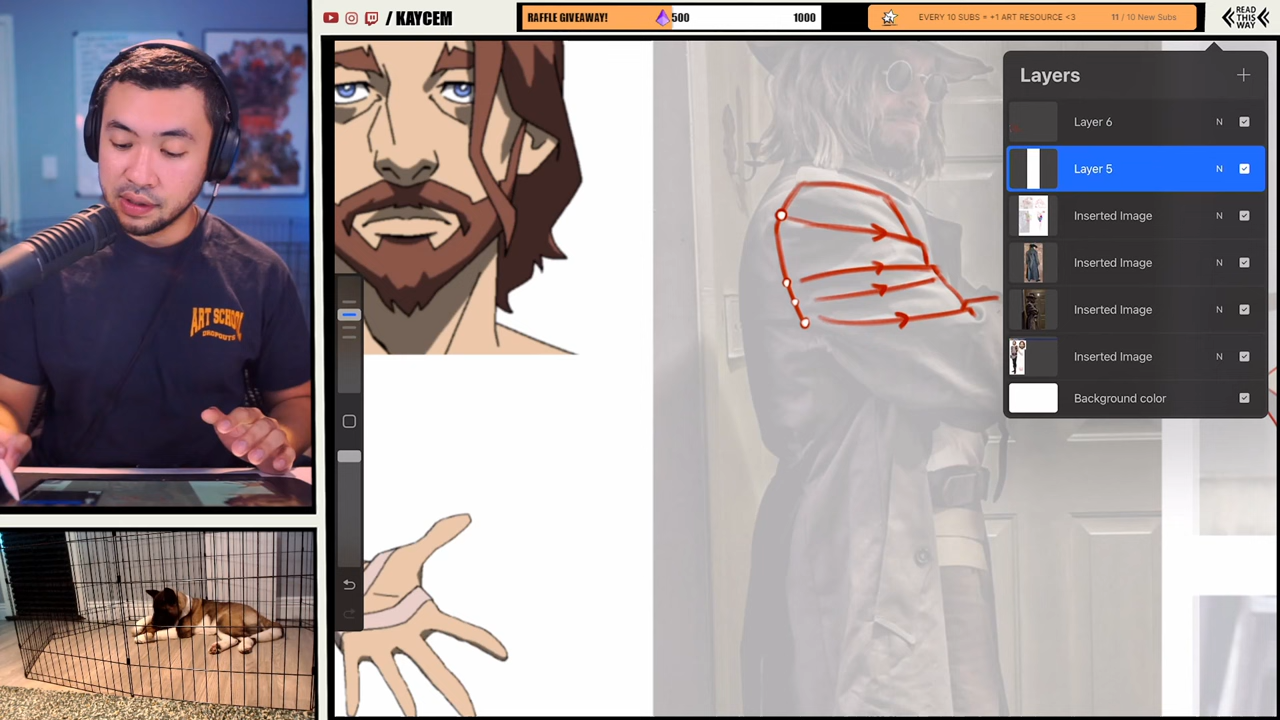 / KAYCEM
RAFFLE GIVEAWAY!
500
1000
EVERY 10 SUBS = +1 ART RESOURCE <3
11 / 10 New Subs
READ
THIS
WAY
Layers
Layer 6
N
Layer 5
N
Inserted Image
N
Inserted Image
N
Inserted Image
N
Inserted Image
N
Background color
ART SCHOOL
DROPOUTS